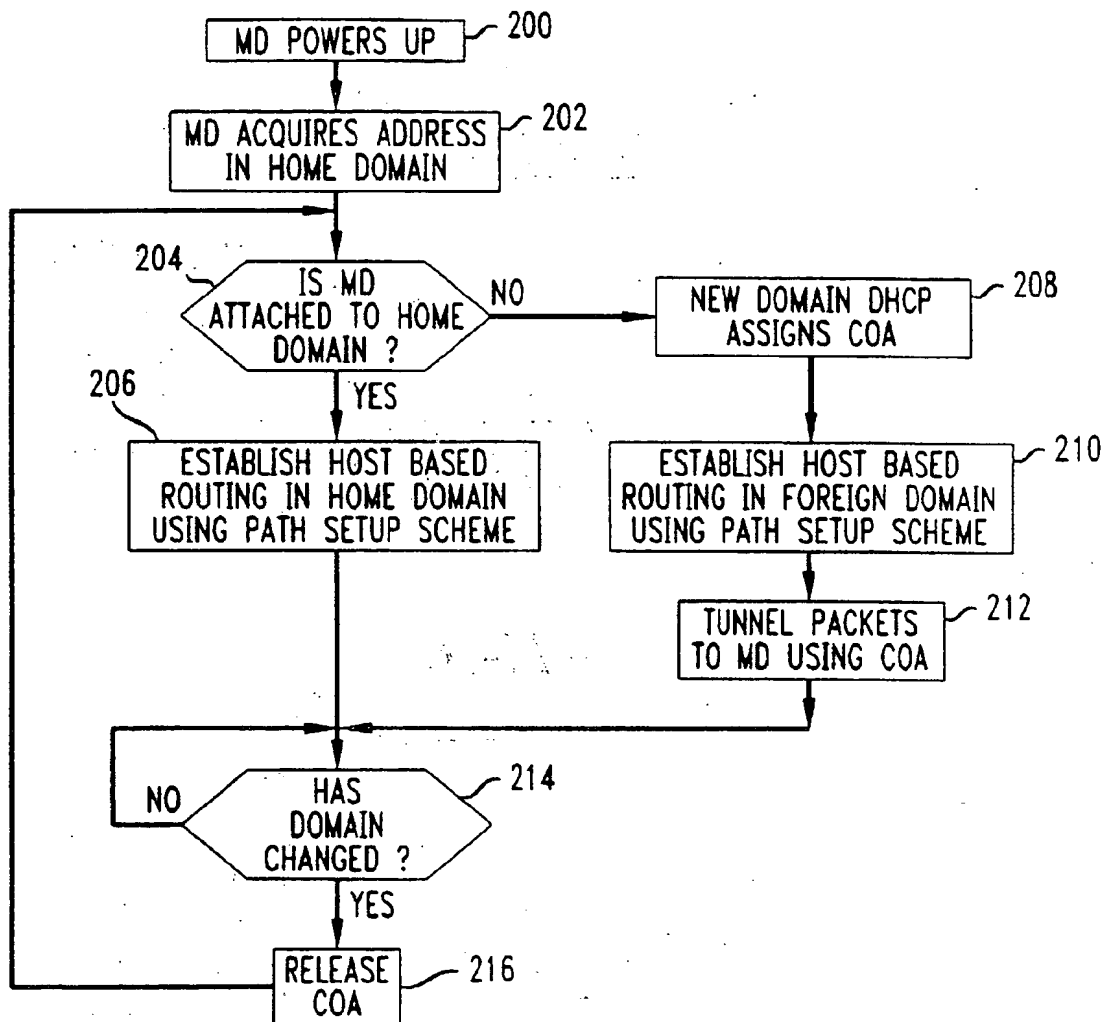 MD POWERS UP
200
MD ACQUIRES ADDRESS
IN HOME DOMAIN
202
204
IS MD
ATTACHED TO HOME
DOMAIN ?
NO
YES
NEW DOMAIN DHCP
ASSIGNS COA
208
206
ESTABLISH HOST BASED
ROUTING IN HOME DOMAIN
USING PATH SETUP SCHEME
ESTABLISH HOST BASED
ROUTING IN FOREIGN DOMAIN
USING PATH SETUP SCHEME
210
TUNNEL PACKETS
TO MD USING COA
212
HAS
DOMAIN
CHANGED ?
214
NO
YES
RELEASE
COA
216